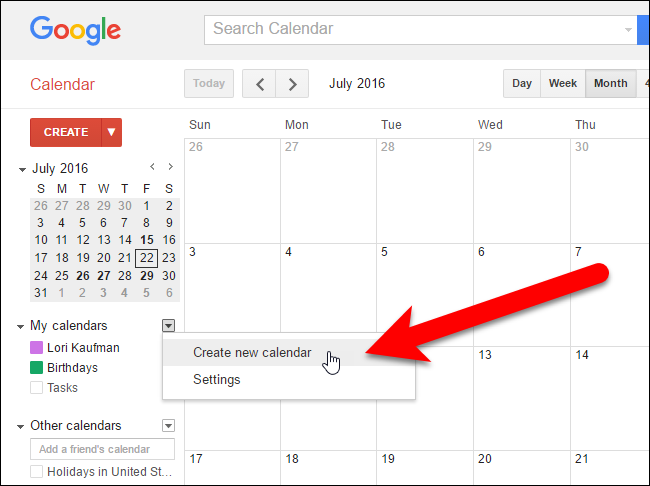 Google
Search Calendar
Calendar
Today
July 2016
Day Week Month 4
CREATE
July 2016
S M T W T F S
26 27 28 29 30 1 2
3 4 5 6 7 8 9
10 11 12 13 14 15 16
17 18 19 20 21 22 23
24 25 26 27 28 29 30
31 1 2 3 4 5 6
Sun Mon Tue Wed Thu
26 27 28 29 30
3 4 5 6 7
My calendars
Lori Kaufman
Birthdays
Tasks
Create new calendar
Settings
13 14
Other calendars
Add a friend's calendar
Holidays in United St...
17 18 19 20 21